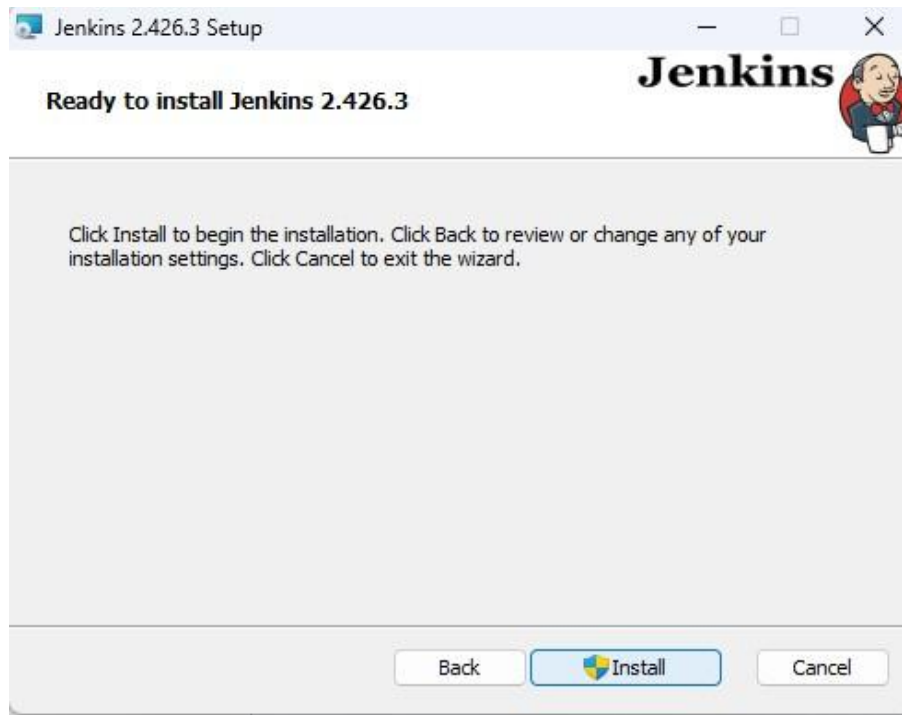 Jenkins 2.426.3 Setup
Jenkins
Ready to install Jenkins 2.426.3
Click Install to begin the installation. Click Back to review or change any of your
installation settings. Click Cancel to exit the wizard.
Back
Install
Cancel